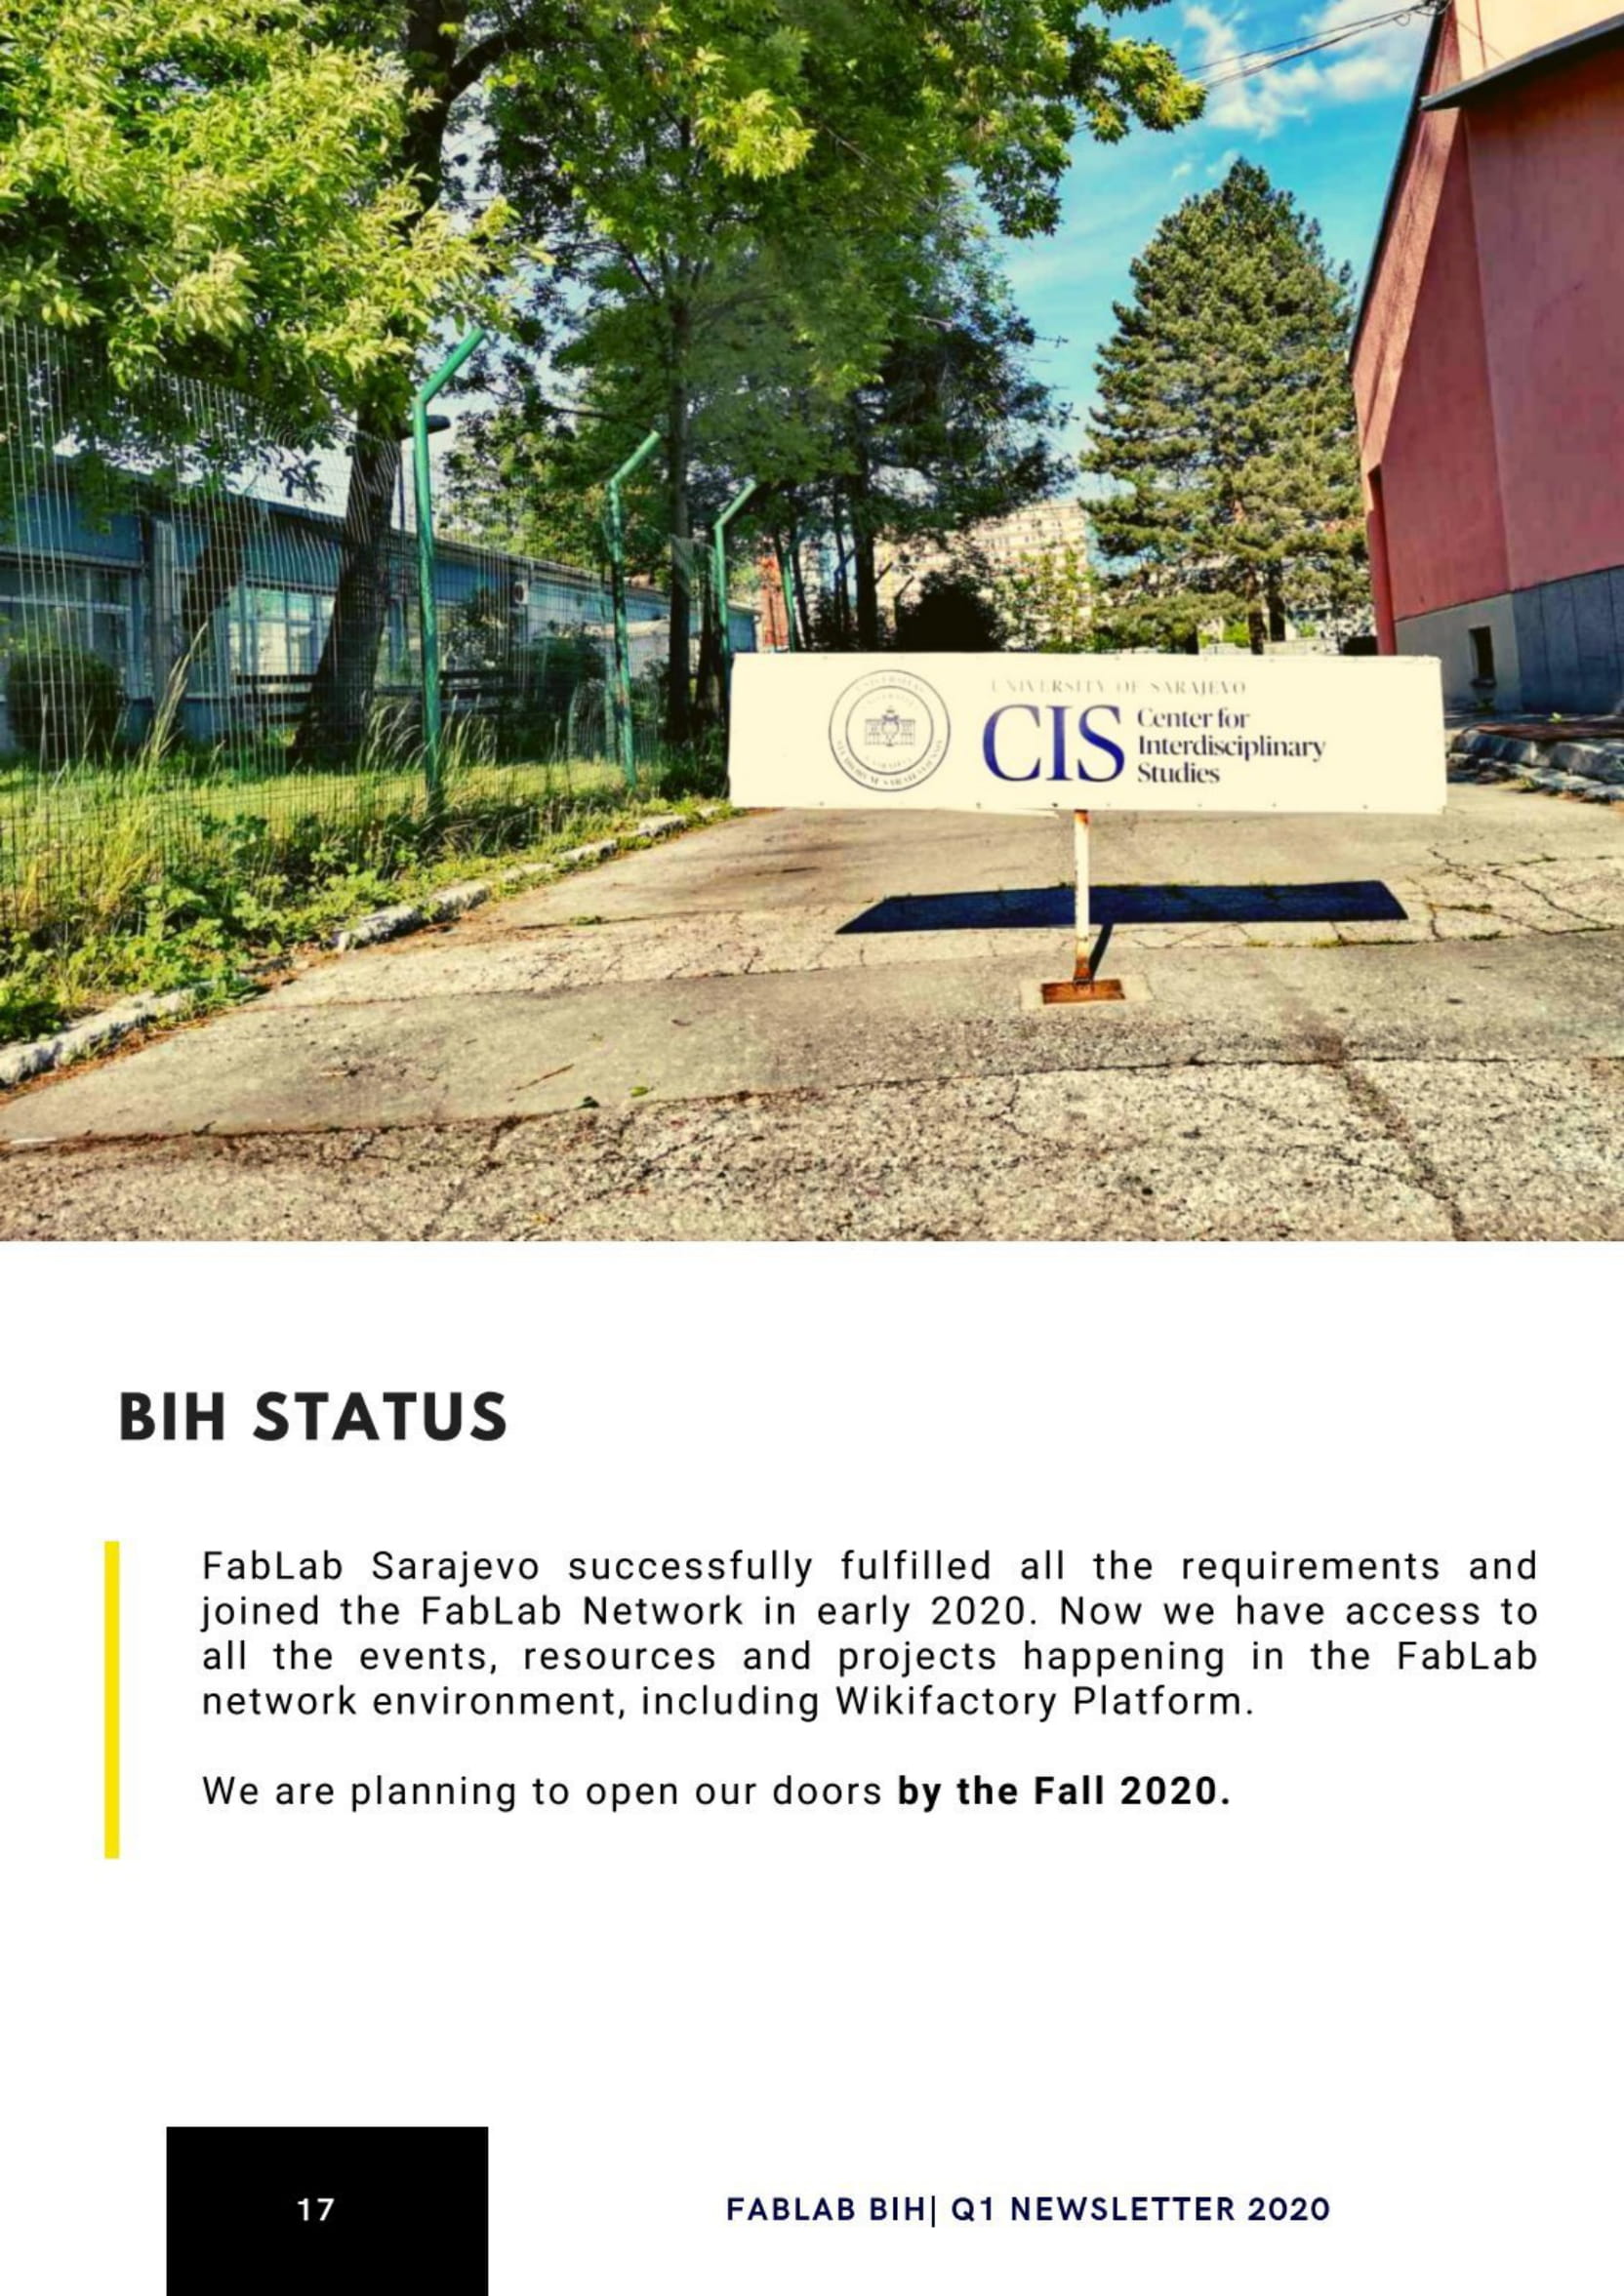 UNIVERSITY OF SARAJEVO
CIS
Center for
Interdisciplinary
Studies
BIH STATUS
FabLab Sarajevo successfully fulfilled all the requirements and
joined the FabLab Network in early 2020. Now we have access to
all the events, resources and projects happening in the FabLab
network environment, including Wikifactory Platform.
We are planning to open our doors by the Fall 2020.
17
FABLAB BIH| Q1 NEWSLETTER 2020